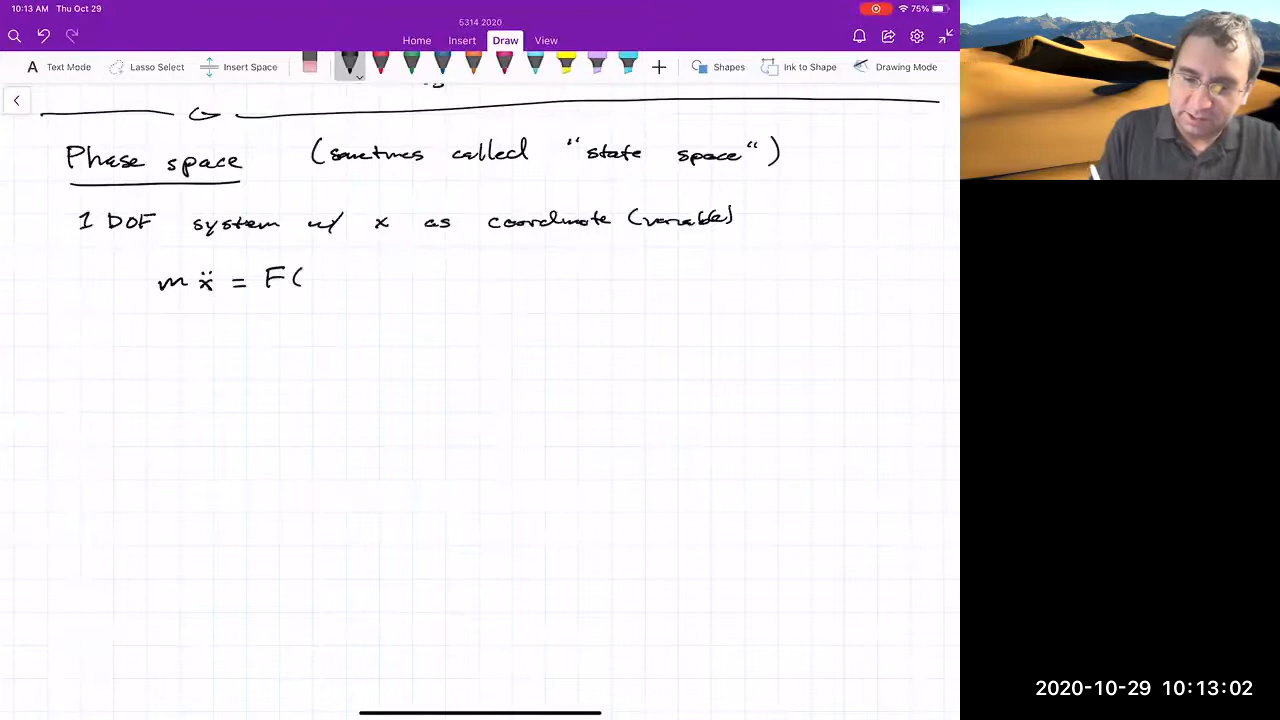 10:13 AM Thu Oct 29
75%
5314 2020
Home Insert Draw View
A Text Mode Lasso Select Insert Space Shapes Ink to Shape Drawing Mode
Phase space (sometimes called "state space")
1 DOF system w/ x as coordinate (variable)
m ẍ = F(
2020-10-29 10:13:02